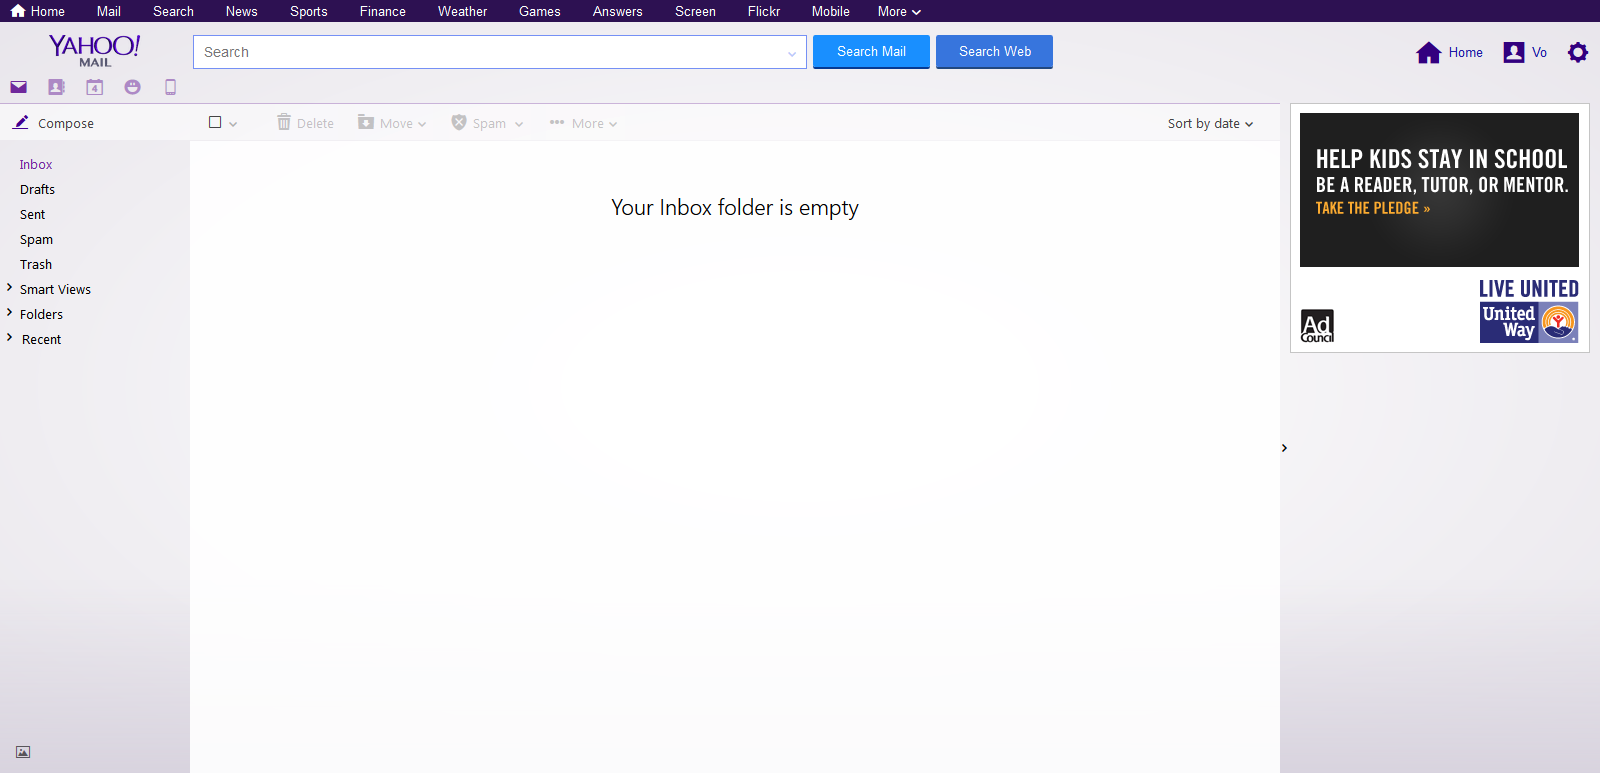 Home Mail Search News Sports Finance Weather Games Answers Screen Flickr Mobile More
YAHOO!
MAIL
Search
Search Mail
Search Web
Home
Vo
4
Compose
Delete Move Spam More
Sort by date
Inbox
Drafts
Sent
Spam
Trash
Smart Views
Folders
Recent
Your Inbox folder is empty
HELP KIDS STAY IN SCHOOL
BE A READER, TUTOR, OR MENTOR.
TAKE THE PLEDGE »
LIVE UNITED
United
Way
Ad
Council